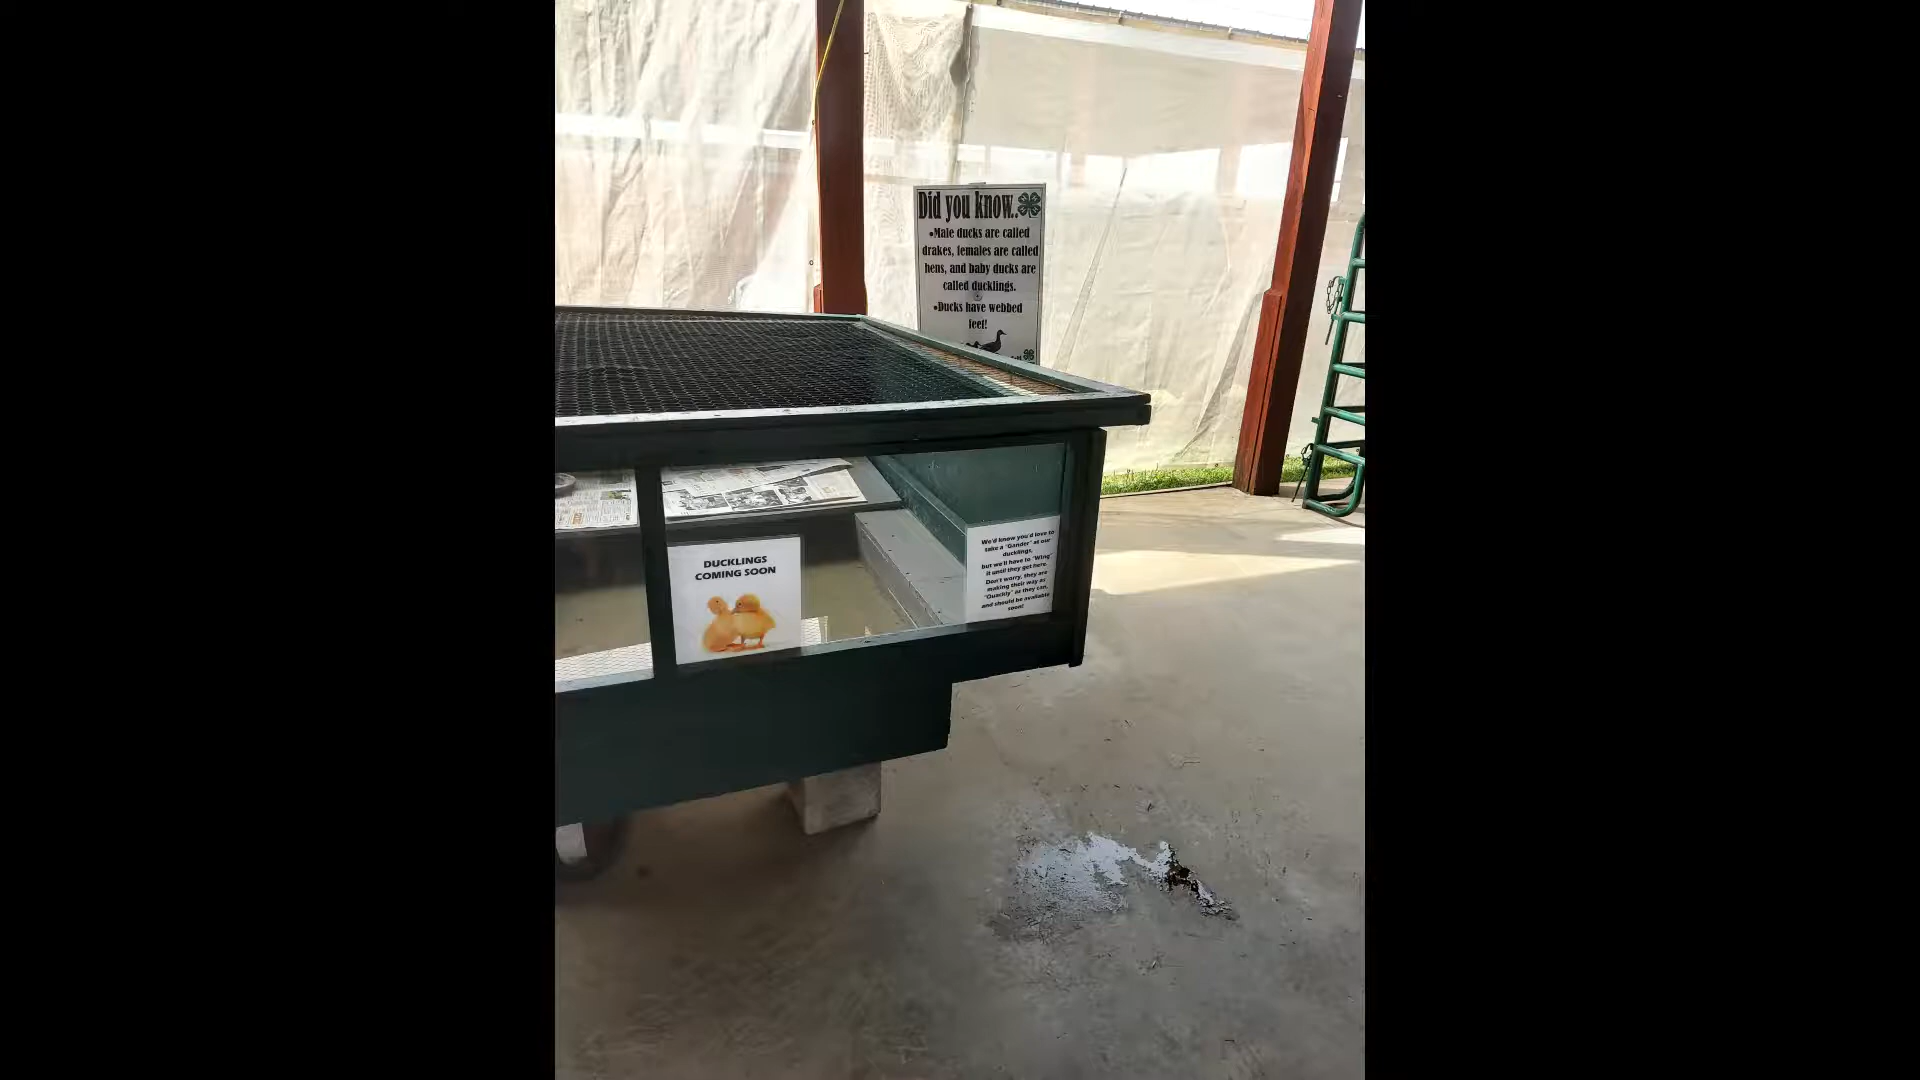 Did you know..
•Male ducks are called
drakes, females are called
hens, and baby ducks are
called ducklings.
•Ducks have webbed
feet!
DUCKLINGS
COMING SOON
We'd know you'd love to
take a "Gander" at our
ducklings,
but we'll have to "Wing"
it until they get here.
Don't worry, they are
making their way as
"Quackly" as they can,
and should be available
soon!